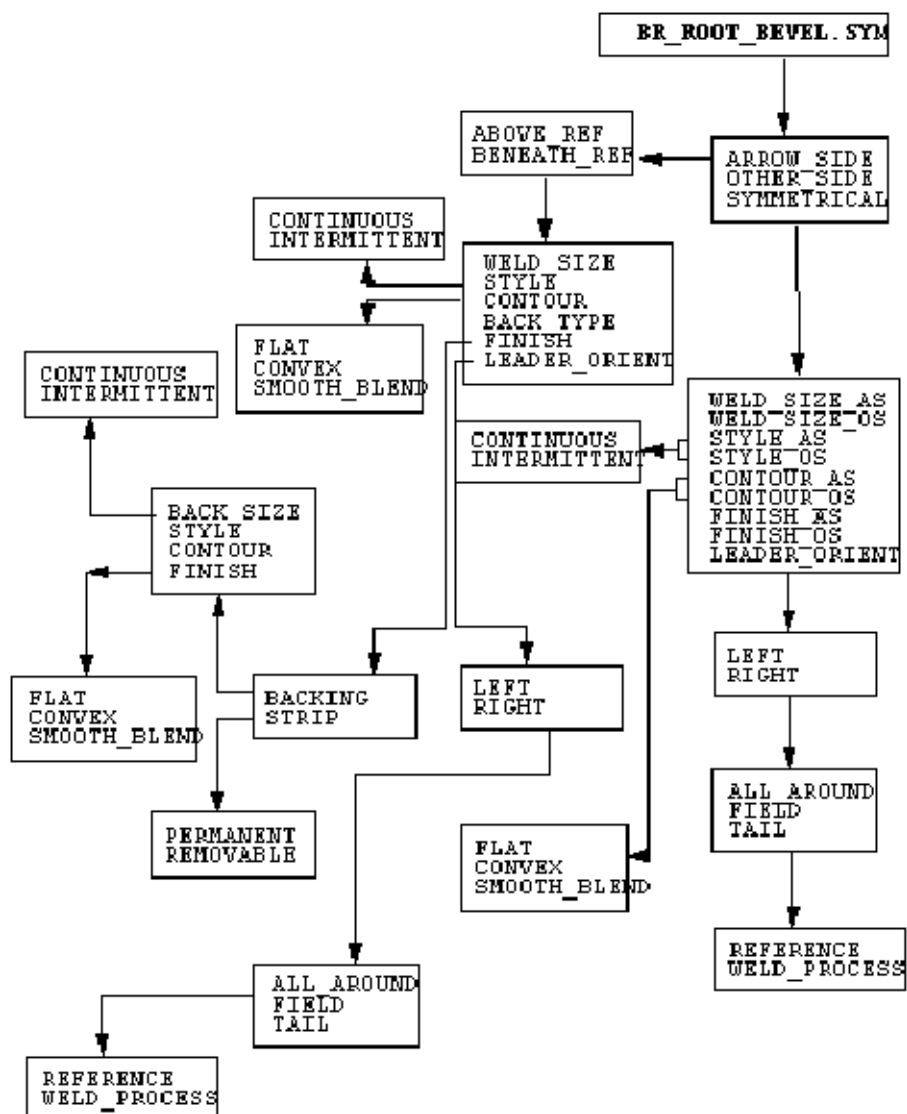 BR_ROOT_BEVEL.SYM
ABOVE_REF
BENEATH_REF
ARROW_SIDE
OTHER_SIDE
SYMMETRICAL
CONTINUOUS
INTERMITTENT
WELD_SIZE
STYLE
CONTOUR
BACK_TYPE
FINISH
LEADER_ORIENT
FLAT
CONVEX
SMOOTH_BLEND
CONTINUOUS
INTERMITTENT
WELD_SIZE_AS
WELD_SIZE_OS
STYLE_AS
STYLE_OS
CONTOUR_AS
CONTOUR_OS
FINISH_AS
FINISH_OS
LEADER_ORIENT
CONTINUOUS
INTERMITTENT
BACK_SIZE
STYLE
CONTOUR
FINISH
LEFT
RIGHT
FLAT
CONVEX
SMOOTH_BLEND
BACKING
STRIP
LEFT
RIGHT
ALL_AROUND
FIELD
TAIL
PERMANENT
REMOVABLE
FLAT
CONVEX
SMOOTH_BLEND
REFERENCE
WELD_PROCESS
ALL_AROUND
FIELD
TAIL
REFERENCE
WELD_PROCESS